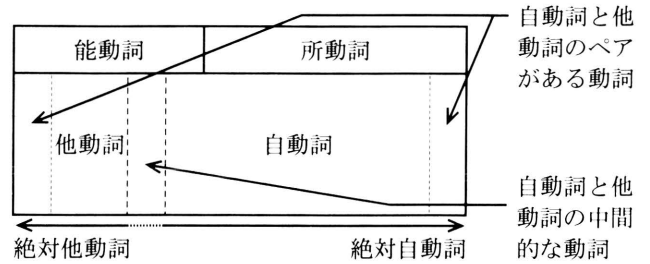 能動詞
所動詞
自動詞と他
動詞のペア
がある動詞
他動詞
自動詞
自動詞と他
動詞の中間
的な動詞
絶対他動詞
絶対自動詞